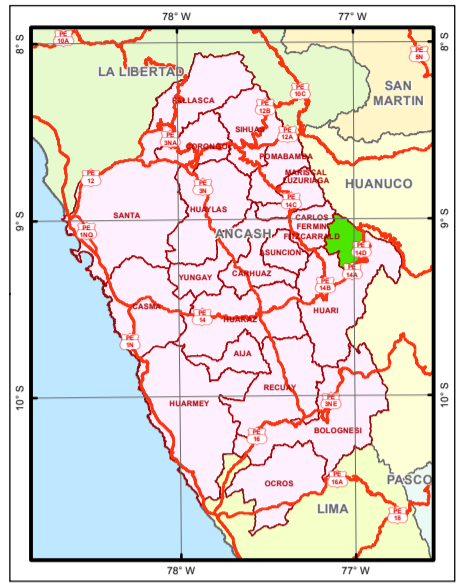 78° W
77° W
8° S
8° S
PE
10A
PE
5N
LA LIBERTAD
PE
10C
SAN
MARTIN
PALLASCA
PE
12B
PE
3NA
SIHUAS
PE
12A
CORONGO
POMABAMBA
PE
12
MARISCAL
LUZURIAGA
HUANUCO
PE
3N
PE
14C
HUAYLAS
SANTA
CARLOS
FERMIN
FITZCARRALD
9° S
9° S
PE
1NO
ANCASH
ASUNCION
PE
14D
YUNGAY
CARHUAZ
PE
14A
PE
14B
CASMA
PE
14
HUARAZ
HUARI
PE
1N
AIJA
RECUAY
10° S
10° S
HUARMEY
PE
3NE
PE
16
BOLOGNESI
OCROS
PE
16A
PASCO
LIMA
PE
18
78° W
77° W